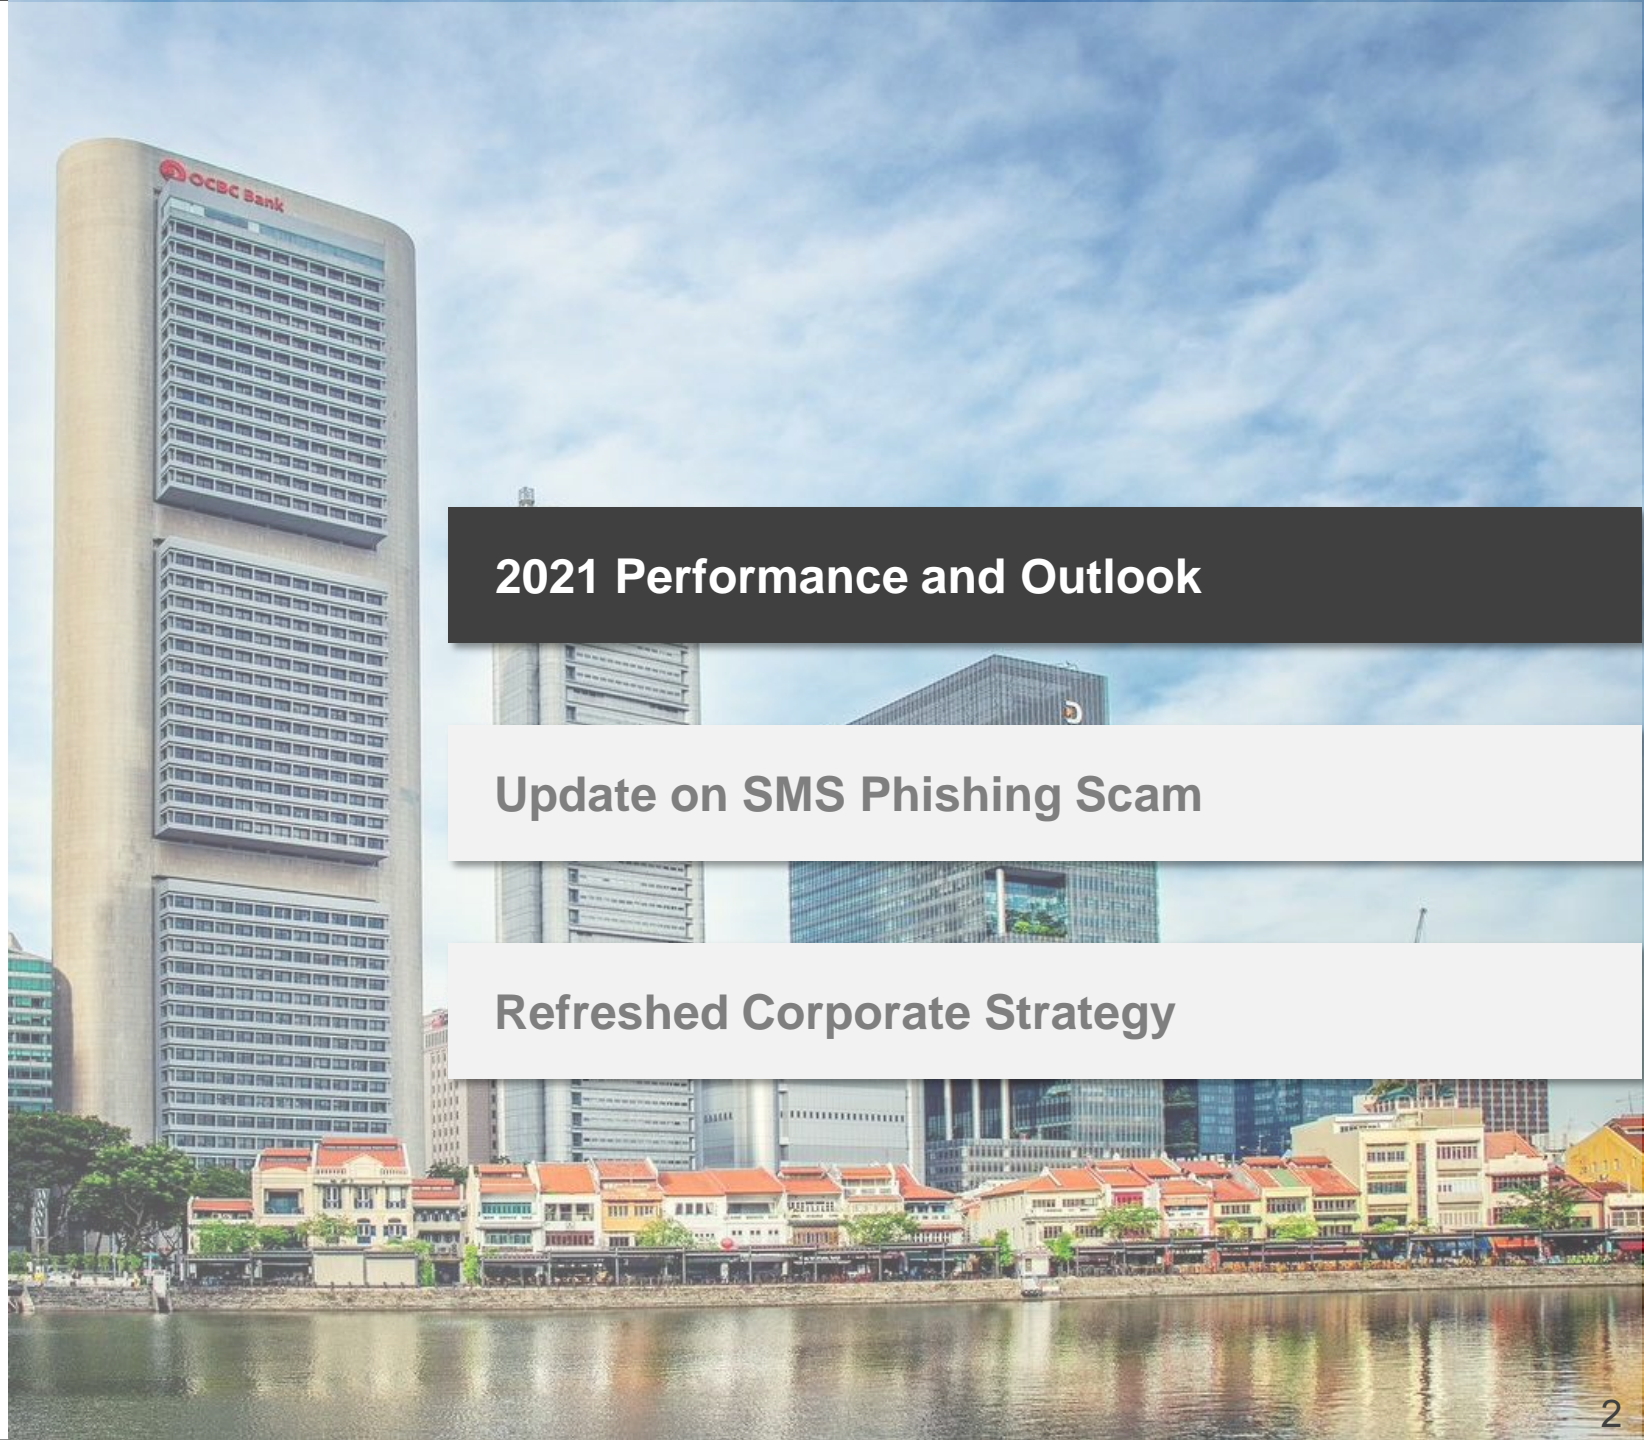 OCBC Bank
2021 Performance and Outlook
Update on SMS Phishing Scam
Refreshed Corporate Strategy
2